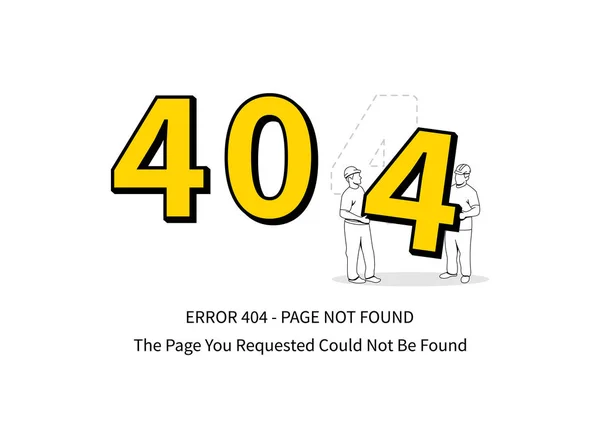 404
ERROR 404 - PAGE NOT FOUND
The Page You Requested Could Not Be Found